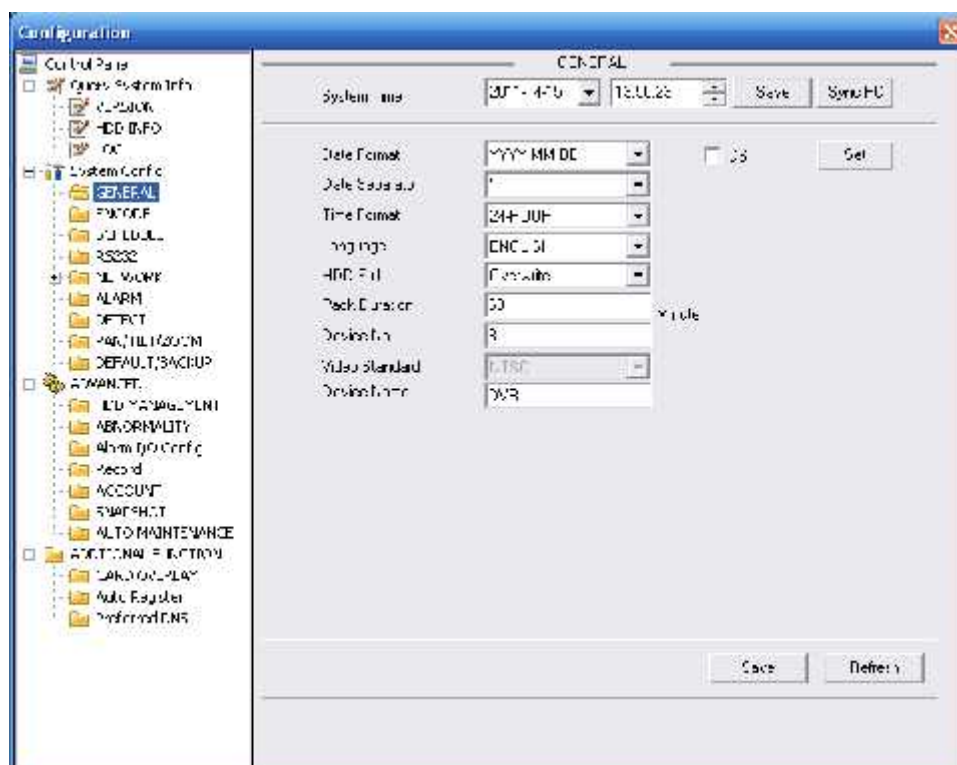 Configuration
Control Panel
Query System Info
VERSION
HDD INFO
LOG
System Config
GENERAL
ENCODE
SCHEDULE
RS232
NETWORK
ALARM
DETECT
PAN/TILT/ZOOM
DEFAULT/BACKUP
ADVANCED
HDD MANAGEMENT
ABNORMALITY
Alarm I/O Config
Record
ACCOUNT
SNAPSHOT
AUTO MAINTENANCE
ADDITIONAL FUNCTION
CARD OVERLAY
Auto Register
Preferred DNS
GENERAL
System Time Save Sync PC
Date Format YYYY MM DD Set
Date Separator
Time Format 24-HOUR
Language ENGLISH
HDD Full Overwrite
Pack Duration Minute
Device No
Video Standard NTSC
Device Name DVR
Save Refresh